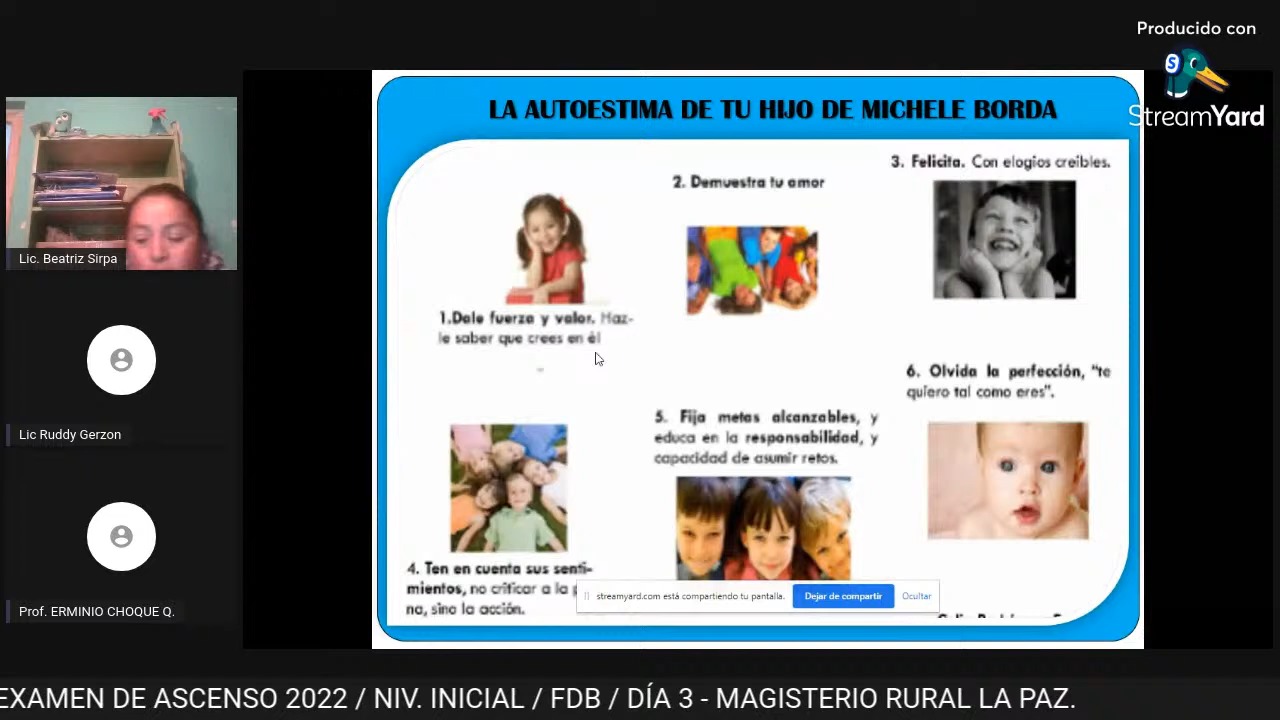 Producido con
StreamYard
LA AUTOESTIMA DE TU HIJO DE MICHELE BORDA
3. Felicita. Con elogios creibles.
2. Demuestra tu amor
1.Dale fuerza y valor. Haz-
le saber que crees en él
6. Olvida la perfección, "te
quiero tal como eres".
5. Fija metas alcanzables, y
educa en la responsabilidad, y
capacidad de asumir retos.
4. Ten en cuenta sus senti-
mientos, no criticar a la
na, sino la acción.
streamyard.com está compartiendo tu pantalla.
Dejar de compartir
Ocultar
Lic. Beatriz Sirpa
Lic Ruddy Gerzon
Prof. ERMINIO CHOQUE Q.
EXAMEN DE ASCENSO 2022 / NIV. INICIAL / FDB / DÍA 3 - MAGISTERIO RURAL LA PAZ.